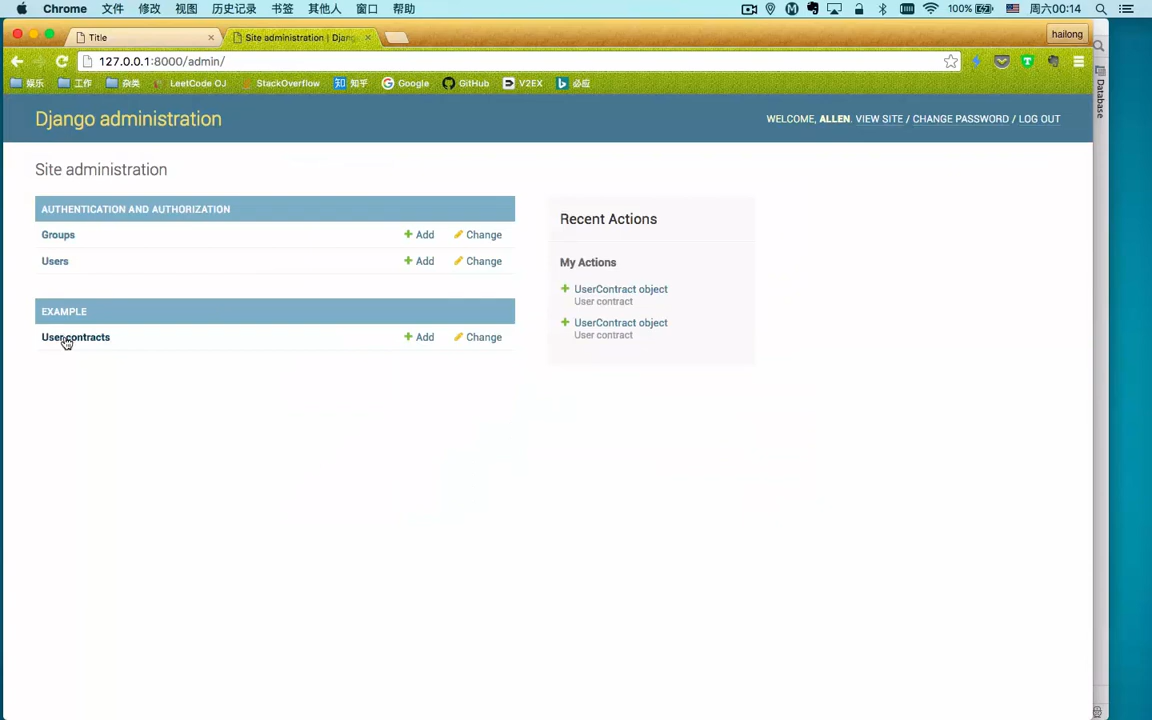 Chrome 文件 修改 视图 历史记录 书签 其他人 窗口 帮助 100% 周六00:14
Title Site administration | Djang hailong
127.0.0.1:8000/admin/
娱乐 工作 杂类 LeetCode OJ StackOverflow 知 知乎 Google GitHub V2EX 必应
Database
Django administration WELCOME, ALLEN. VIEW SITE / CHANGE PASSWORD / LOG OUT
Site administration
AUTHENTICATION AND AUTHORIZATION
Groups Add Change
Users Add Change
EXAMPLE
User contracts Add Change
Recent Actions
My Actions
UserContract object
User contract
UserContract object
User contract